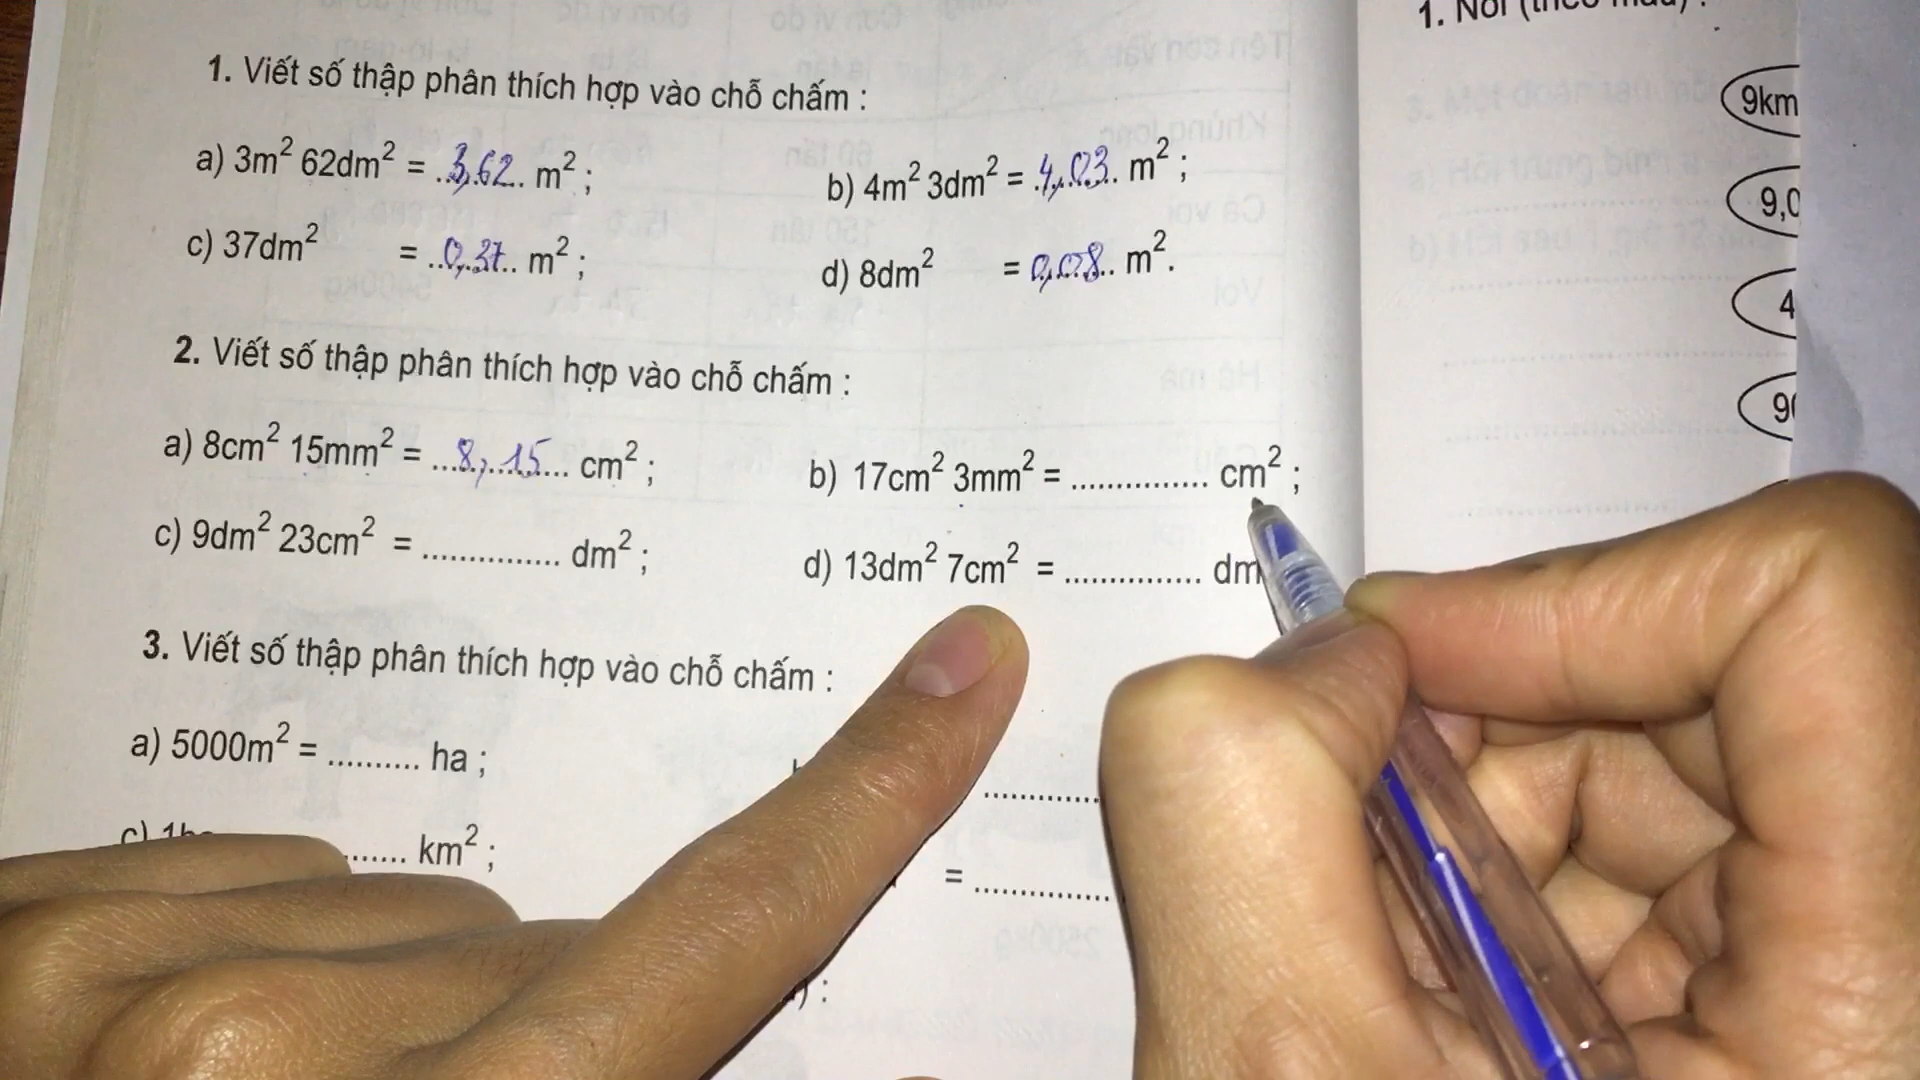 1. Viết số thập phân thích hợp vào chỗ chấm :
a) 3m² 62dm² = ..3,62.. m² ;
b) 4m² 3dm² = .4,.03.. m² ;
c) 37dm² = ..0,37.. m² ;
d) 8dm² = 0,08.. m².
2. Viết số thập phân thích hợp vào chỗ chấm :
a) 8cm² 15mm² = ...8,.15... cm² ;
b) 17cm² 3mm² = .............. cm² ;
c) 9dm² 23cm² = .............. dm² ;
d) 13dm² 7cm² = .............. dm
3. Viết số thập phân thích hợp vào chỗ chấm :
a) 5000m² = .......... ha ;
............
c) ....... km² ;
= ..............
) :
1. Nối
9km
9,0
4